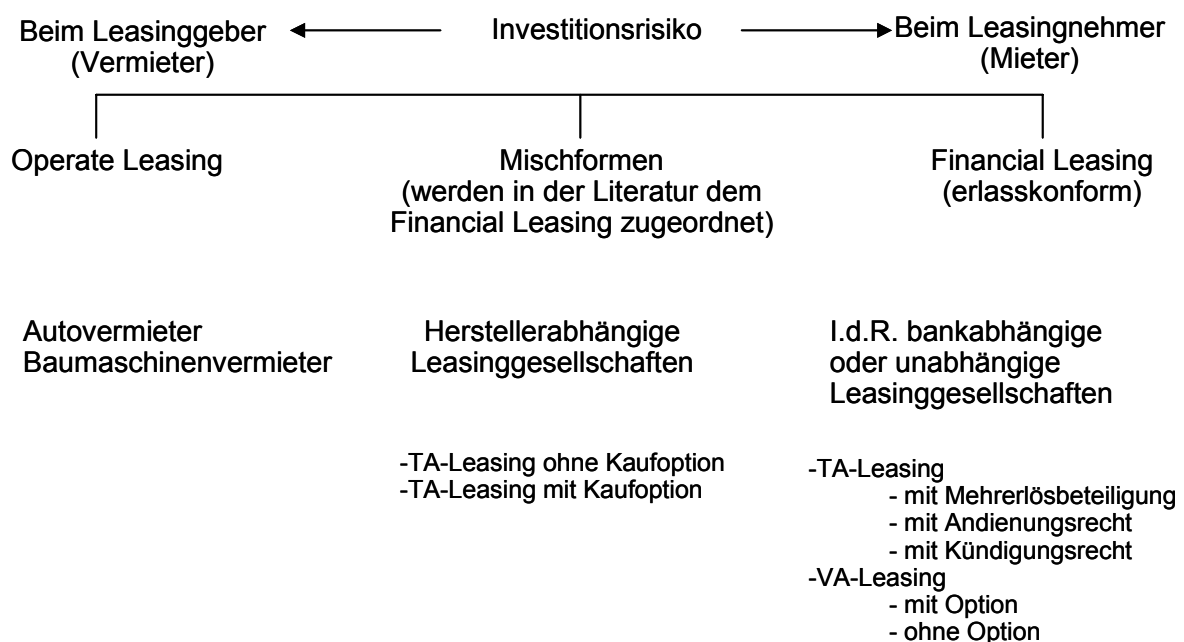 Beim Leasinggeber
(Vermieter)
Investitionsrisiko
Beim Leasingnehmer
(Mieter)
Operate Leasing
Mischformen
(werden in der Literatur dem
Financial Leasing zugeordnet)
Financial Leasing
(erlasskonform)
Autovermieter
Baumaschinenvermieter
Herstellerabhängige
Leasinggesellschaften
I.d.R. bankabhängige
oder unabhängige
Leasinggesellschaften
-TA-Leasing ohne Kaufoption
-TA-Leasing mit Kaufoption
-TA-Leasing
- mit Mehrerlösbeteiligung
- mit Andienungsrecht
- mit Kündigungsrecht
-VA-Leasing
- mit Option
- ohne Option